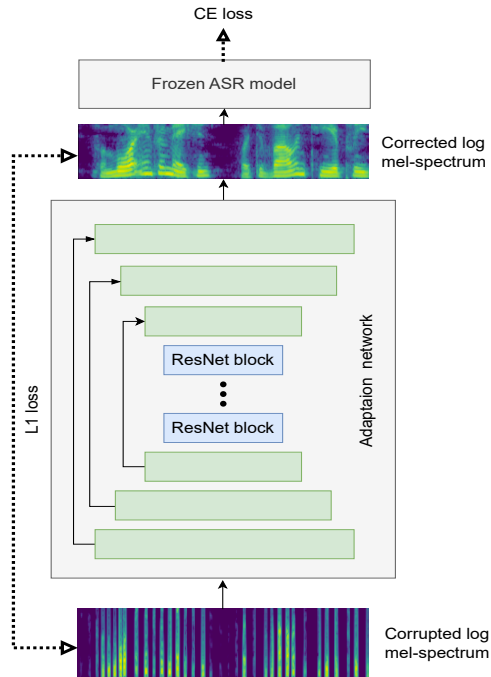 CE loss
Frozen ASR model
Corrected log
mel-spectrum
L1 loss
ResNet block
ResNet block
Adaptaion network
Corrupted log
mel-spectrum